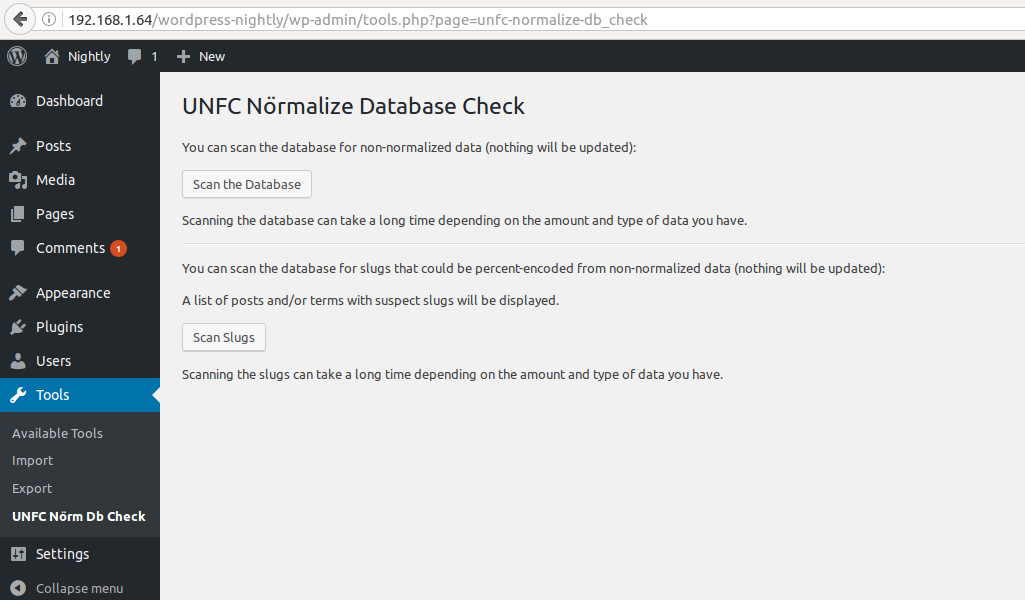 192.168.1.64/wordpress-nightly/wp-admin/tools.php?page=unfc-normalize-db_check
Nightly 1 New
Dashboard
Posts
Media
Pages
Comments 1
Appearance
Plugins
Users
Tools
Available Tools
Import
Export
UNFC Nörm Db Check
Settings
Collapse menu
UNFC Nörmalize Database Check
You can scan the database for non-normalized data (nothing will be updated):
Scan the Database
Scanning the database can take a long time depending on the amount and type of data you have.
You can scan the database for slugs that could be percent-encoded from non-normalized data (nothing will be updated):
A list of posts and/or terms with suspect slugs will be displayed.
Scan Slugs
Scanning the slugs can take a long time depending on the amount and type of data you have.